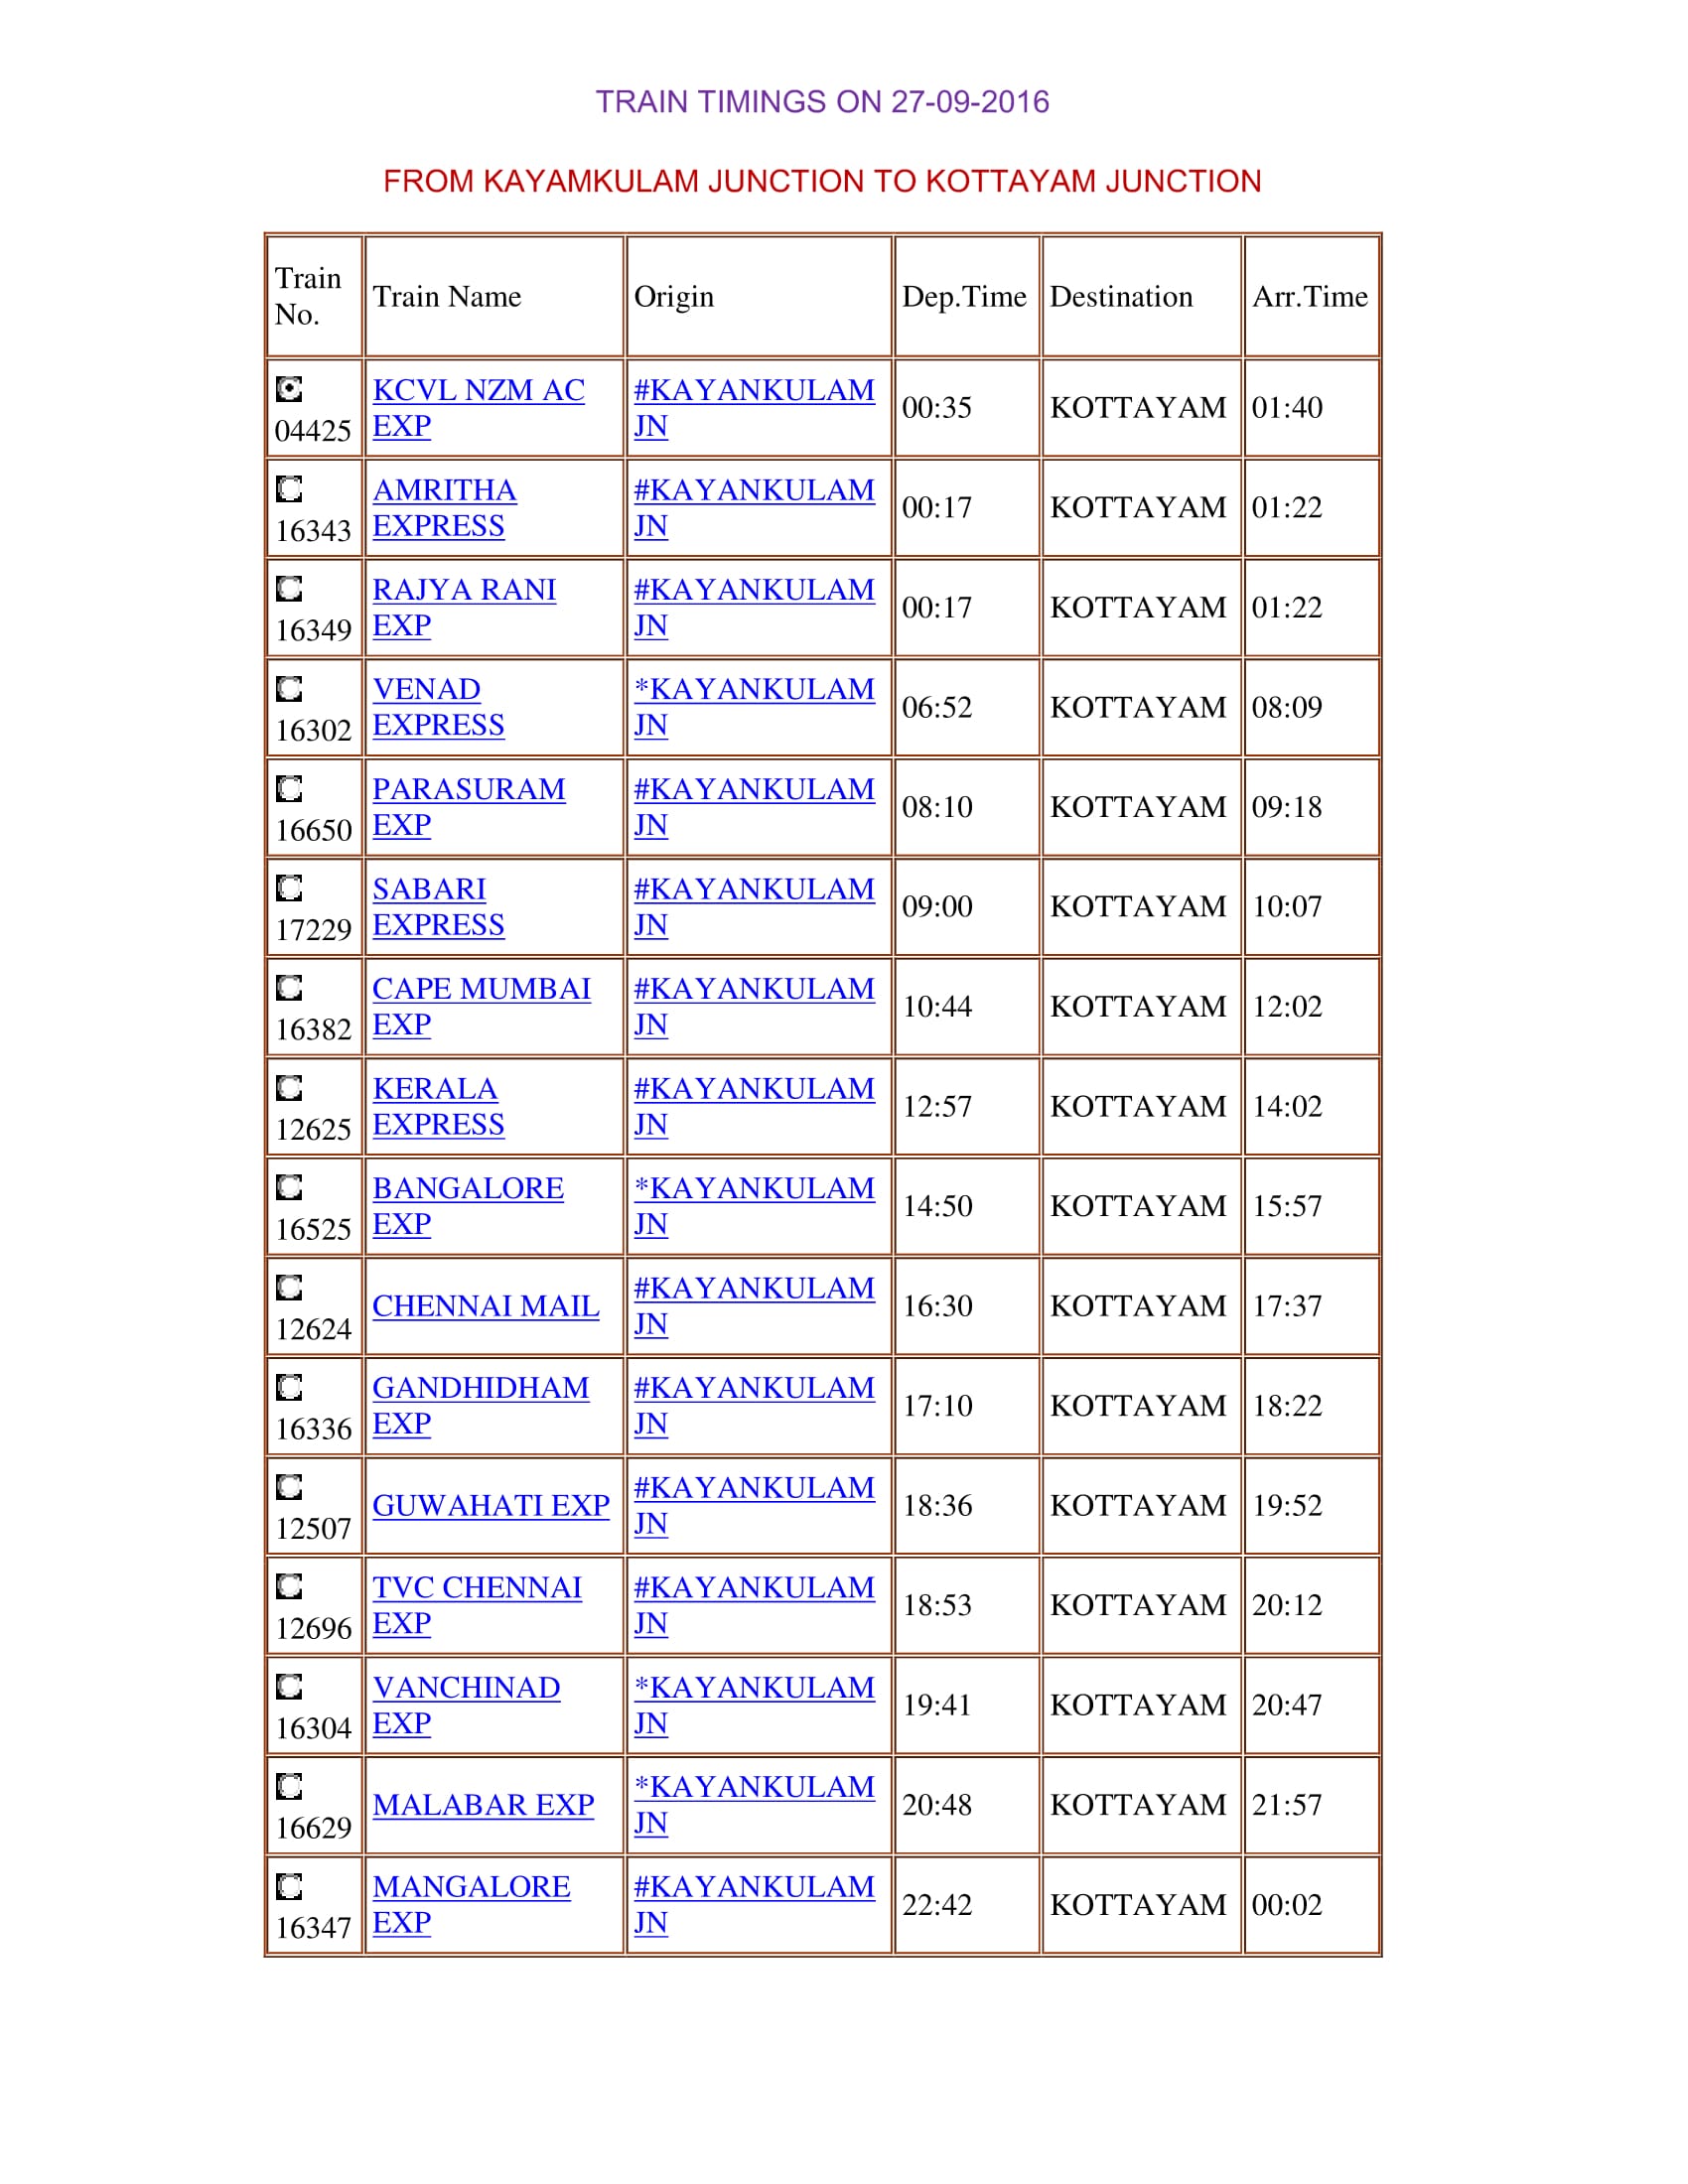 TRAIN TIMINGS ON 27-09-2016
FROM KAYAMKULAM JUNCTION TO KOTTAYAM JUNCTION
Train No. Train Name Origin Dep.Time Destination Arr.Time
04425 KCVL NZM AC EXP #KAYANKULAM JN 00:35 KOTTAYAM 01:40
16343 AMRITHA EXPRESS #KAYANKULAM JN 00:17 KOTTAYAM 01:22
16349 RAJYA RANI EXP #KAYANKULAM JN 00:17 KOTTAYAM 01:22
16302 VENAD EXPRESS *KAYANKULAM JN 06:52 KOTTAYAM 08:09
16650 PARASURAM EXP #KAYANKULAM JN 08:10 KOTTAYAM 09:18
17229 SABARI EXPRESS #KAYANKULAM JN 09:00 KOTTAYAM 10:07
16382 CAPE MUMBAI EXP #KAYANKULAM JN 10:44 KOTTAYAM 12:02
12625 KERALA EXPRESS #KAYANKULAM JN 12:57 KOTTAYAM 14:02
16525 BANGALORE EXP *KAYANKULAM JN 14:50 KOTTAYAM 15:57
12624 CHENNAI MAIL #KAYANKULAM JN 16:30 KOTTAYAM 17:37
16336 GANDHIDHAM EXP #KAYANKULAM JN 17:10 KOTTAYAM 18:22
12507 GUWAHATI EXP #KAYANKULAM JN 18:36 KOTTAYAM 19:52
12696 TVC CHENNAI EXP #KAYANKULAM JN 18:53 KOTTAYAM 20:12
16304 VANCHINAD EXP *KAYANKULAM JN 19:41 KOTTAYAM 20:47
16629 MALABAR EXP *KAYANKULAM JN 20:48 KOTTAYAM 21:57
16347 MANGALORE EXP #KAYANKULAM JN 22:42 KOTTAYAM 00:02